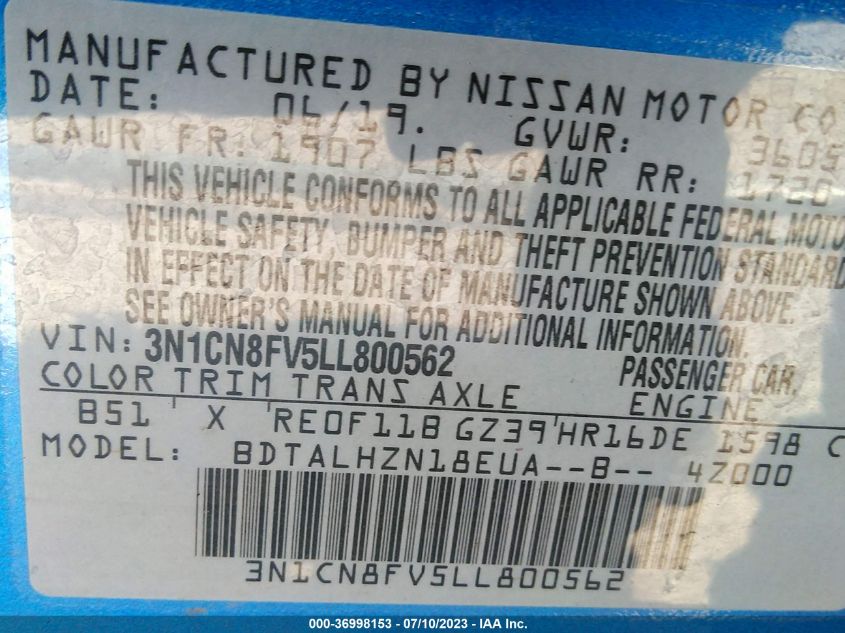 MANUFACTURED BY NISSAN MOTOR CO
DATE: 06/19. GVWR: 3605
GAWR FR: 1907 LBS GAWR RR: 1720
THIS VEHICLE CONFORMS TO ALL APPLICABLE FEDERAL MOTO
VEHICLE SAFETY, BUMPER AND THEFT PREVENTION STANDARD
IN EFFECT ON THE DATE OF MANUFACTURE SHOWN ABOVE.
SEE OWNER'S MANUAL FOR ADDITIONAL INFORMATION.
VIN: 3N1CN8FV5LL800562 PASSENGER CAR.
COLOR TRIM TRANS AXLE ENGINE
B51 ' X 'RE0F11B GZ39'HR16DE 1598 C
MODEL: BDTALHZN18EUA--B-- 4Z000
3N1CN8FV5LL800562
000-36998153 - 07/10/2023 - IAA Inc.